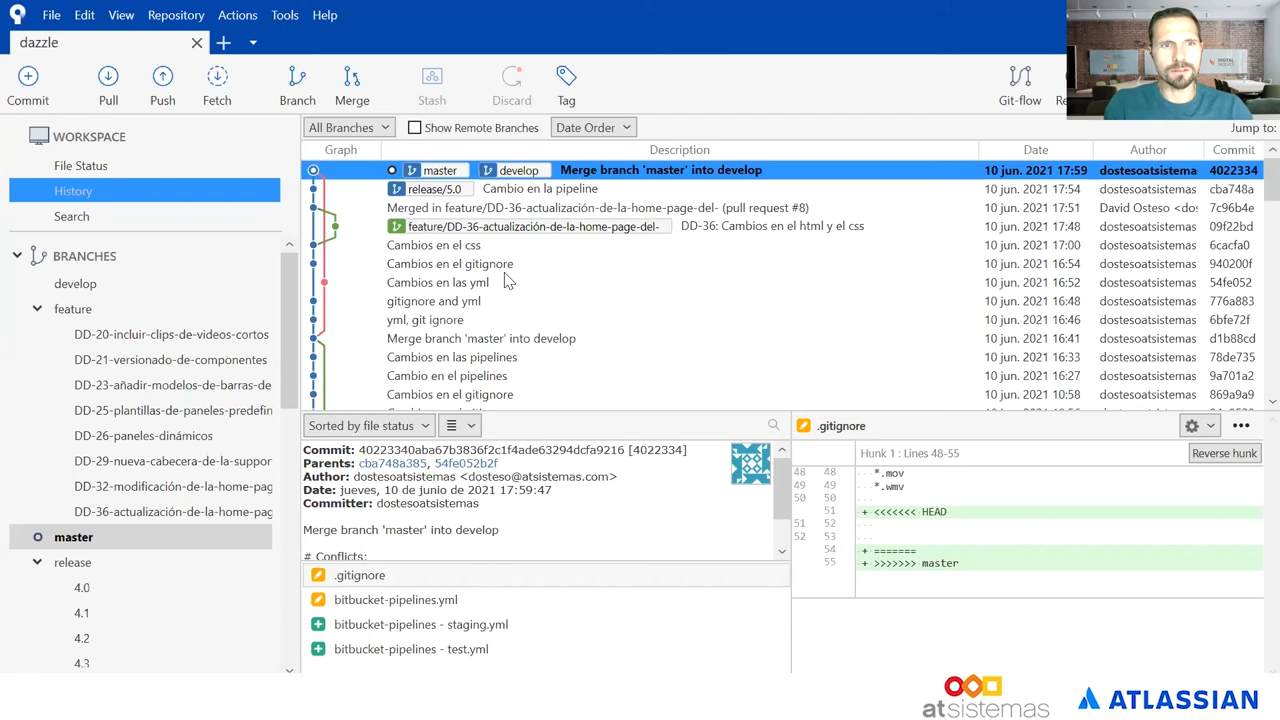 File Edit View Repository Actions Tools Help
dazzle
Commit Pull Push Fetch Branch Merge Stash Discard Tag Git-flow
WORKSPACE
File Status
History
Search
BRANCHES
develop
feature
DD-20-incluir-clips-de-videos-cortos
DD-21-versionado-de-componentes
DD-23-añadir-modelos-de-barras-de
DD-25-plantillas-de-paneles-predefin
DD-26-paneles-dinámicos
DD-29-nueva-cabecera-de-la-suppor
DD-32-modificación-de-la-home-pag
DD-36-actualización-de-la-home-pag
master
release
4.0
4.1
4.2
4.3
All Branches Show Remote Branches Date Order Jump to:
Graph Description Date Author Commit
master develop Merge branch 'master' into develop 10 jun. 2021 17:59 dostesoatsistema 4022334
release/5.0 Cambio en la pipeline 10 jun. 2021 17:54 dostesoatsistemas cba748a
Merged in feature/DD-36-actualización-de-la-home-page-del- (pull request #8) 10 jun. 2021 17:51 David Osteso <dos 7c96b4e
feature/DD-36-actualización-de-la-home-page-del- DD-36: Cambios en el html y el css 10 jun. 2021 17:48 dostesoatsistemas 09f22bd
Cambios en el css 10 jun. 2021 17:00 dostesoatsistemas 6cacfa0
Cambios en el gitignore 10 jun. 2021 16:54 dostesoatsistemas 940200f
Cambios en las yml 10 jun. 2021 16:52 dostesoatsistemas 54fe052
gitignore and yml 10 jun. 2021 16:48 dostesoatsistemas 776a883
yml, git ignore 10 jun. 2021 16:46 dostesoatsistemas 6bfe72f
Merge branch 'master' into develop 10 jun. 2021 16:41 dostesoatsistemas d1b88cd
Cambios en las pipelines 10 jun. 2021 16:33 dostesoatsistemas 78de735
Cambio en el pipelines 10 jun. 2021 16:27 dostesoatsistemas 9a701a2
Cambios en el gitignore 10 jun. 2021 10:58 dostesoatsistemas 869a9a9
Sorted by file status
Commit: 40223340aba67b3836f2c1f4ade63294dcfa9216 [4022334]
Parents: cba748a385, 54fe052b2f
Author: dostesoatsistemas <dosteso@atsistemas.com>
Date: jueves, 10 de junio de 2021 17:59:47
Committer: dostesoatsistemas
Merge branch 'master' into develop
# Conflicts:
.gitignore
bitbucket-pipelines.yml
bitbucket-pipelines - staging.yml
bitbucket-pipelines - test.yml
.gitignore
Hunk 1 : Lines 48-55 Reverse hunk
48 48 *.mov
49 49 *.wmv
50 50
51 + <<<<<<< HEAD
51 52
52 53
54 + =======
55 + >>>>>>> master
atsistemas
ATLASSIAN